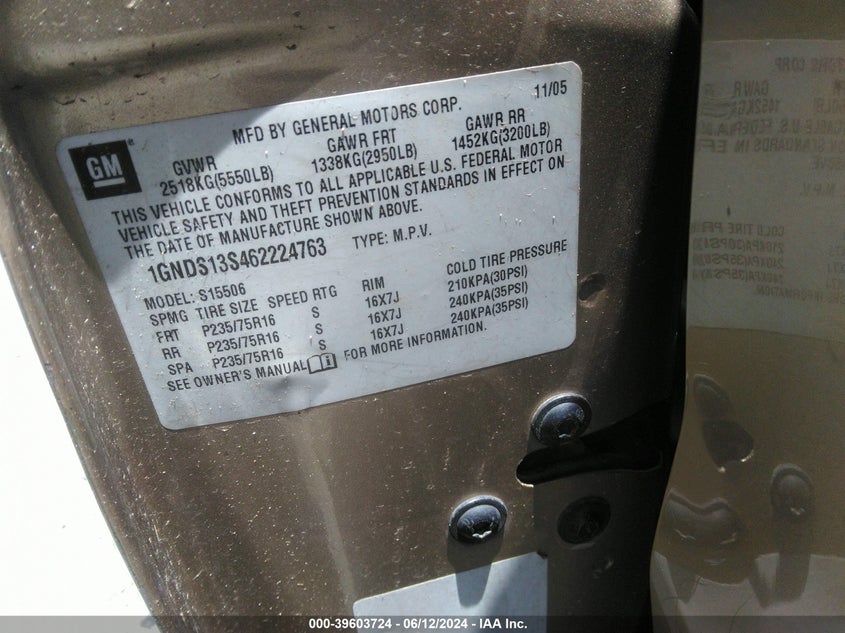 11/05
MFD BY GENERAL MOTORS CORP.
GM
GVWR GAWR FRT GAWR RR
2518KG(5550LB) 1338KG(2950LB) 1452KG(3200LB)
THIS VEHICLE CONFORMS TO ALL APPLICABLE U.S. FEDERAL MOTOR
VEHICLE SAFETY AND THEFT PREVENTION STANDARDS IN EFFECT ON
THE DATE OF MANUFACTURE SHOWN ABOVE.
1GNDS13S462224763 TYPE: M.P.V.
MODEL: S15506
SPMG TIRE SIZE SPEED RTG RIM COLD TIRE PRESSURE
FRT P235/75R16 S 16X7J 210KPA(30PSI)
RR P235/75R16 S 16X7J 240KPA(35PSI)
SPA P235/75R16 S 16X7J 240KPA(35PSI)
SEE OWNER'S MANUAL FOR MORE INFORMATION.
000-39603724 - 06/12/2024 - IAA Inc.